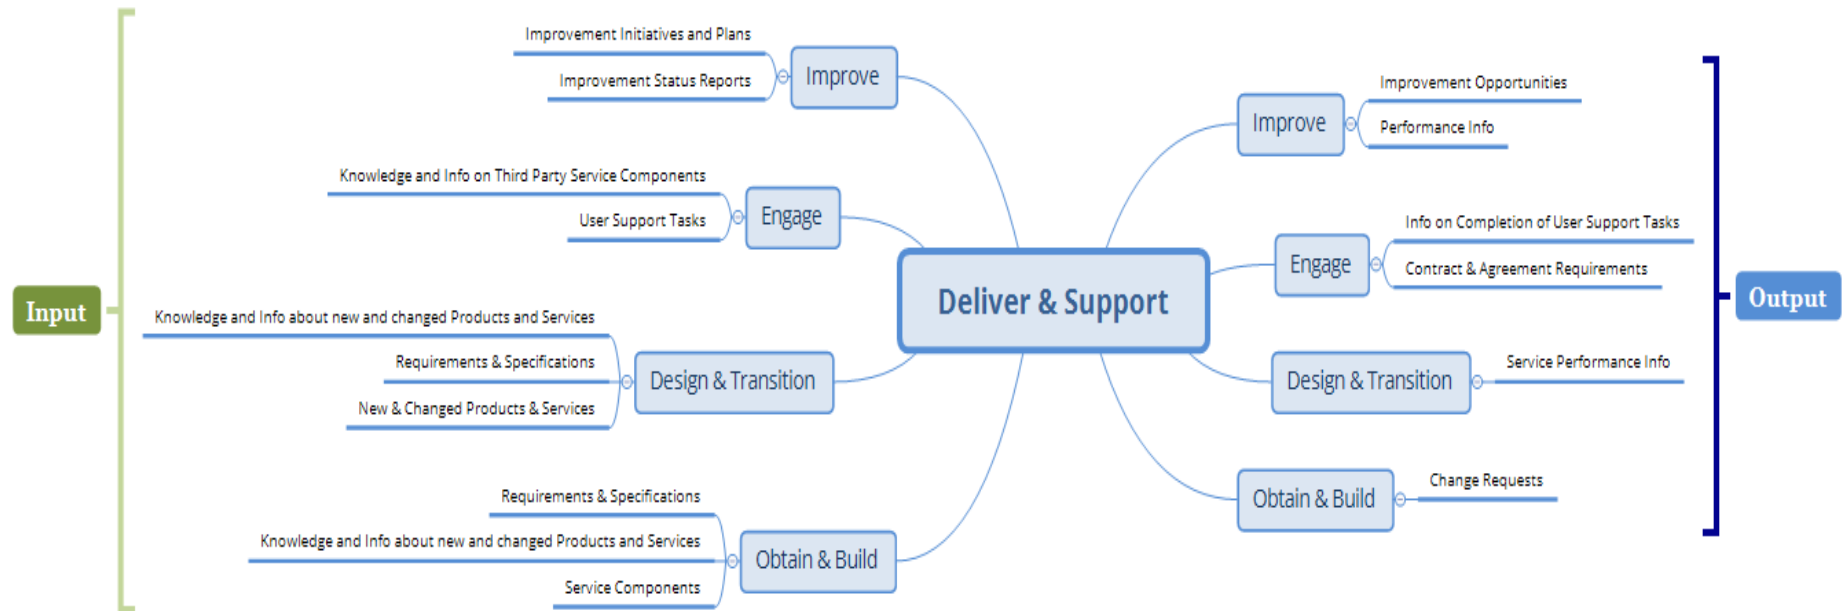 Input
Improvement Initiatives and Plans
Improvement Status Reports
Improve
Knowledge and Info on Third Party Service Components
User Support Tasks
Engage
Knowledge and Info about new and changed Products and Services
Requirements & Specifications
New & Changed Products & Services
Design & Transition
Requirements & Specifications
Knowledge and Info about new and changed Products and Services
Service Components
Obtain & Build
Deliver & Support
Improve
Improvement Opportunities
Performance Info
Engage
Info on Completion of User Support Tasks
Contract & Agreement Requirements
Design & Transition
Service Performance Info
Obtain & Build
Change Requests
Output